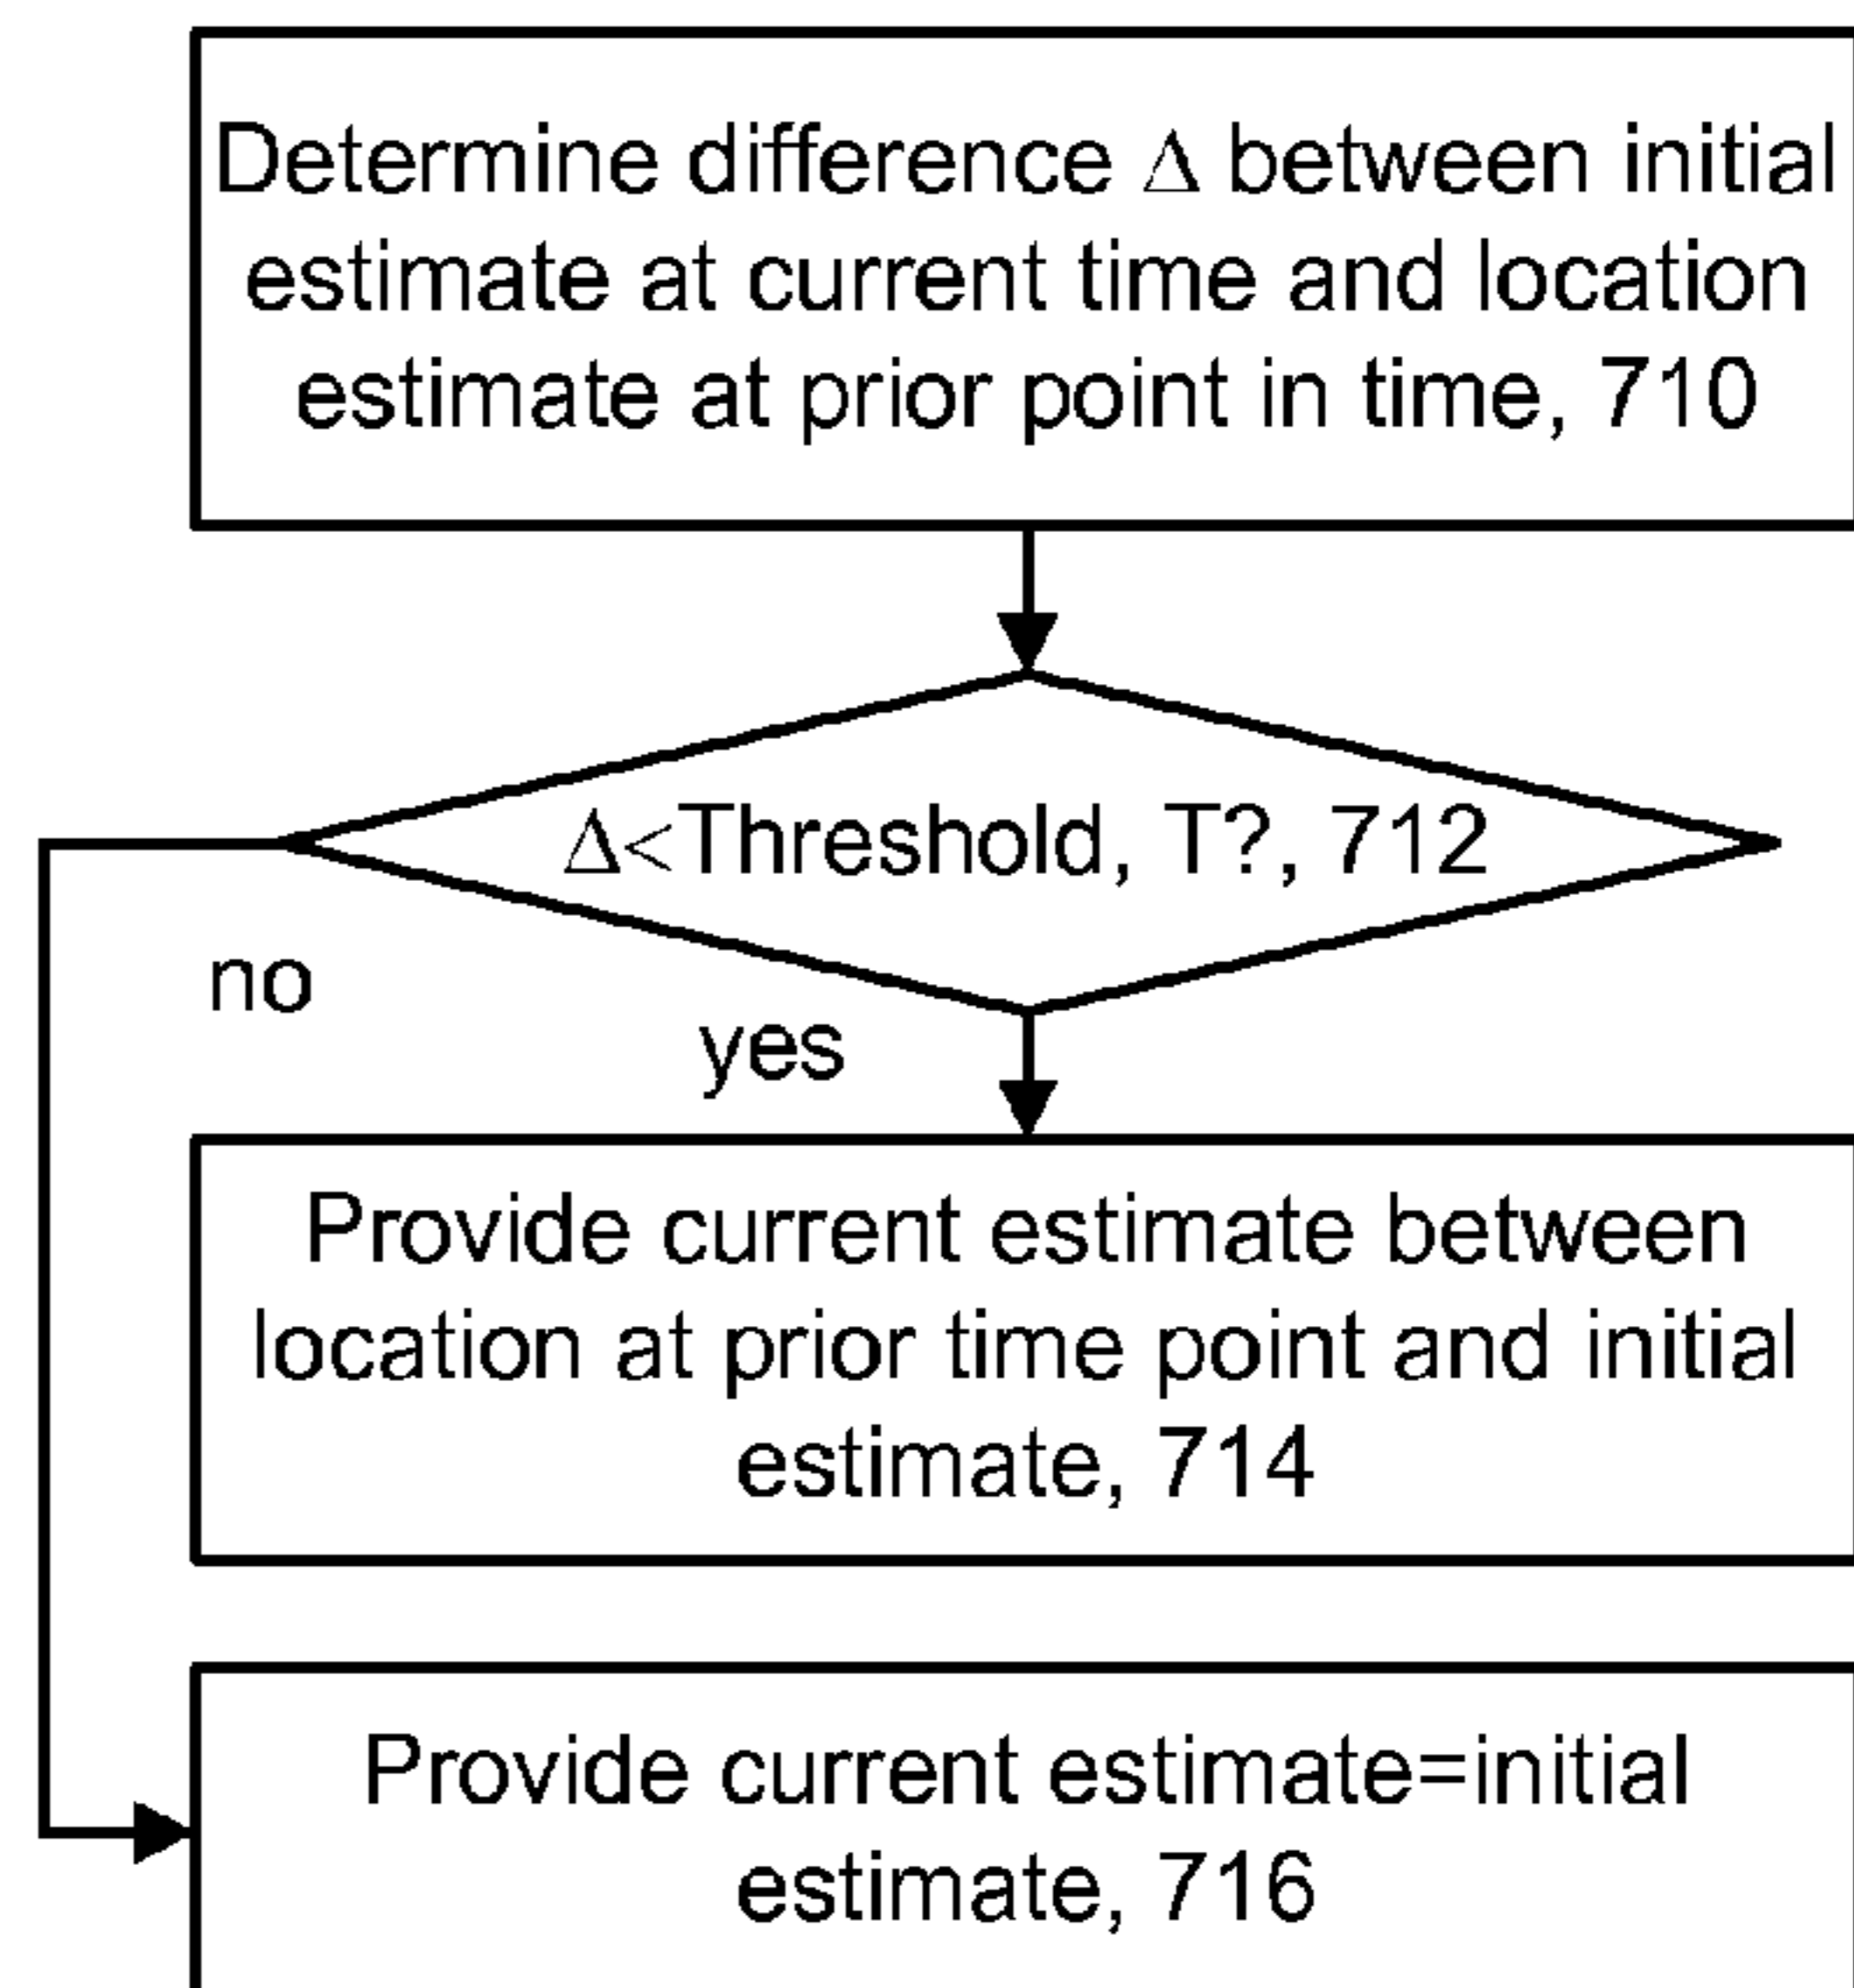 Determine difference Δ between initial
estimate at current time and location
estimate at prior point in time, 710
Δ<Threshold, T?, 712
no
yes
Provide current estimate between
location at prior time point and initial
estimate, 714
Provide current estimate=initial
estimate, 716